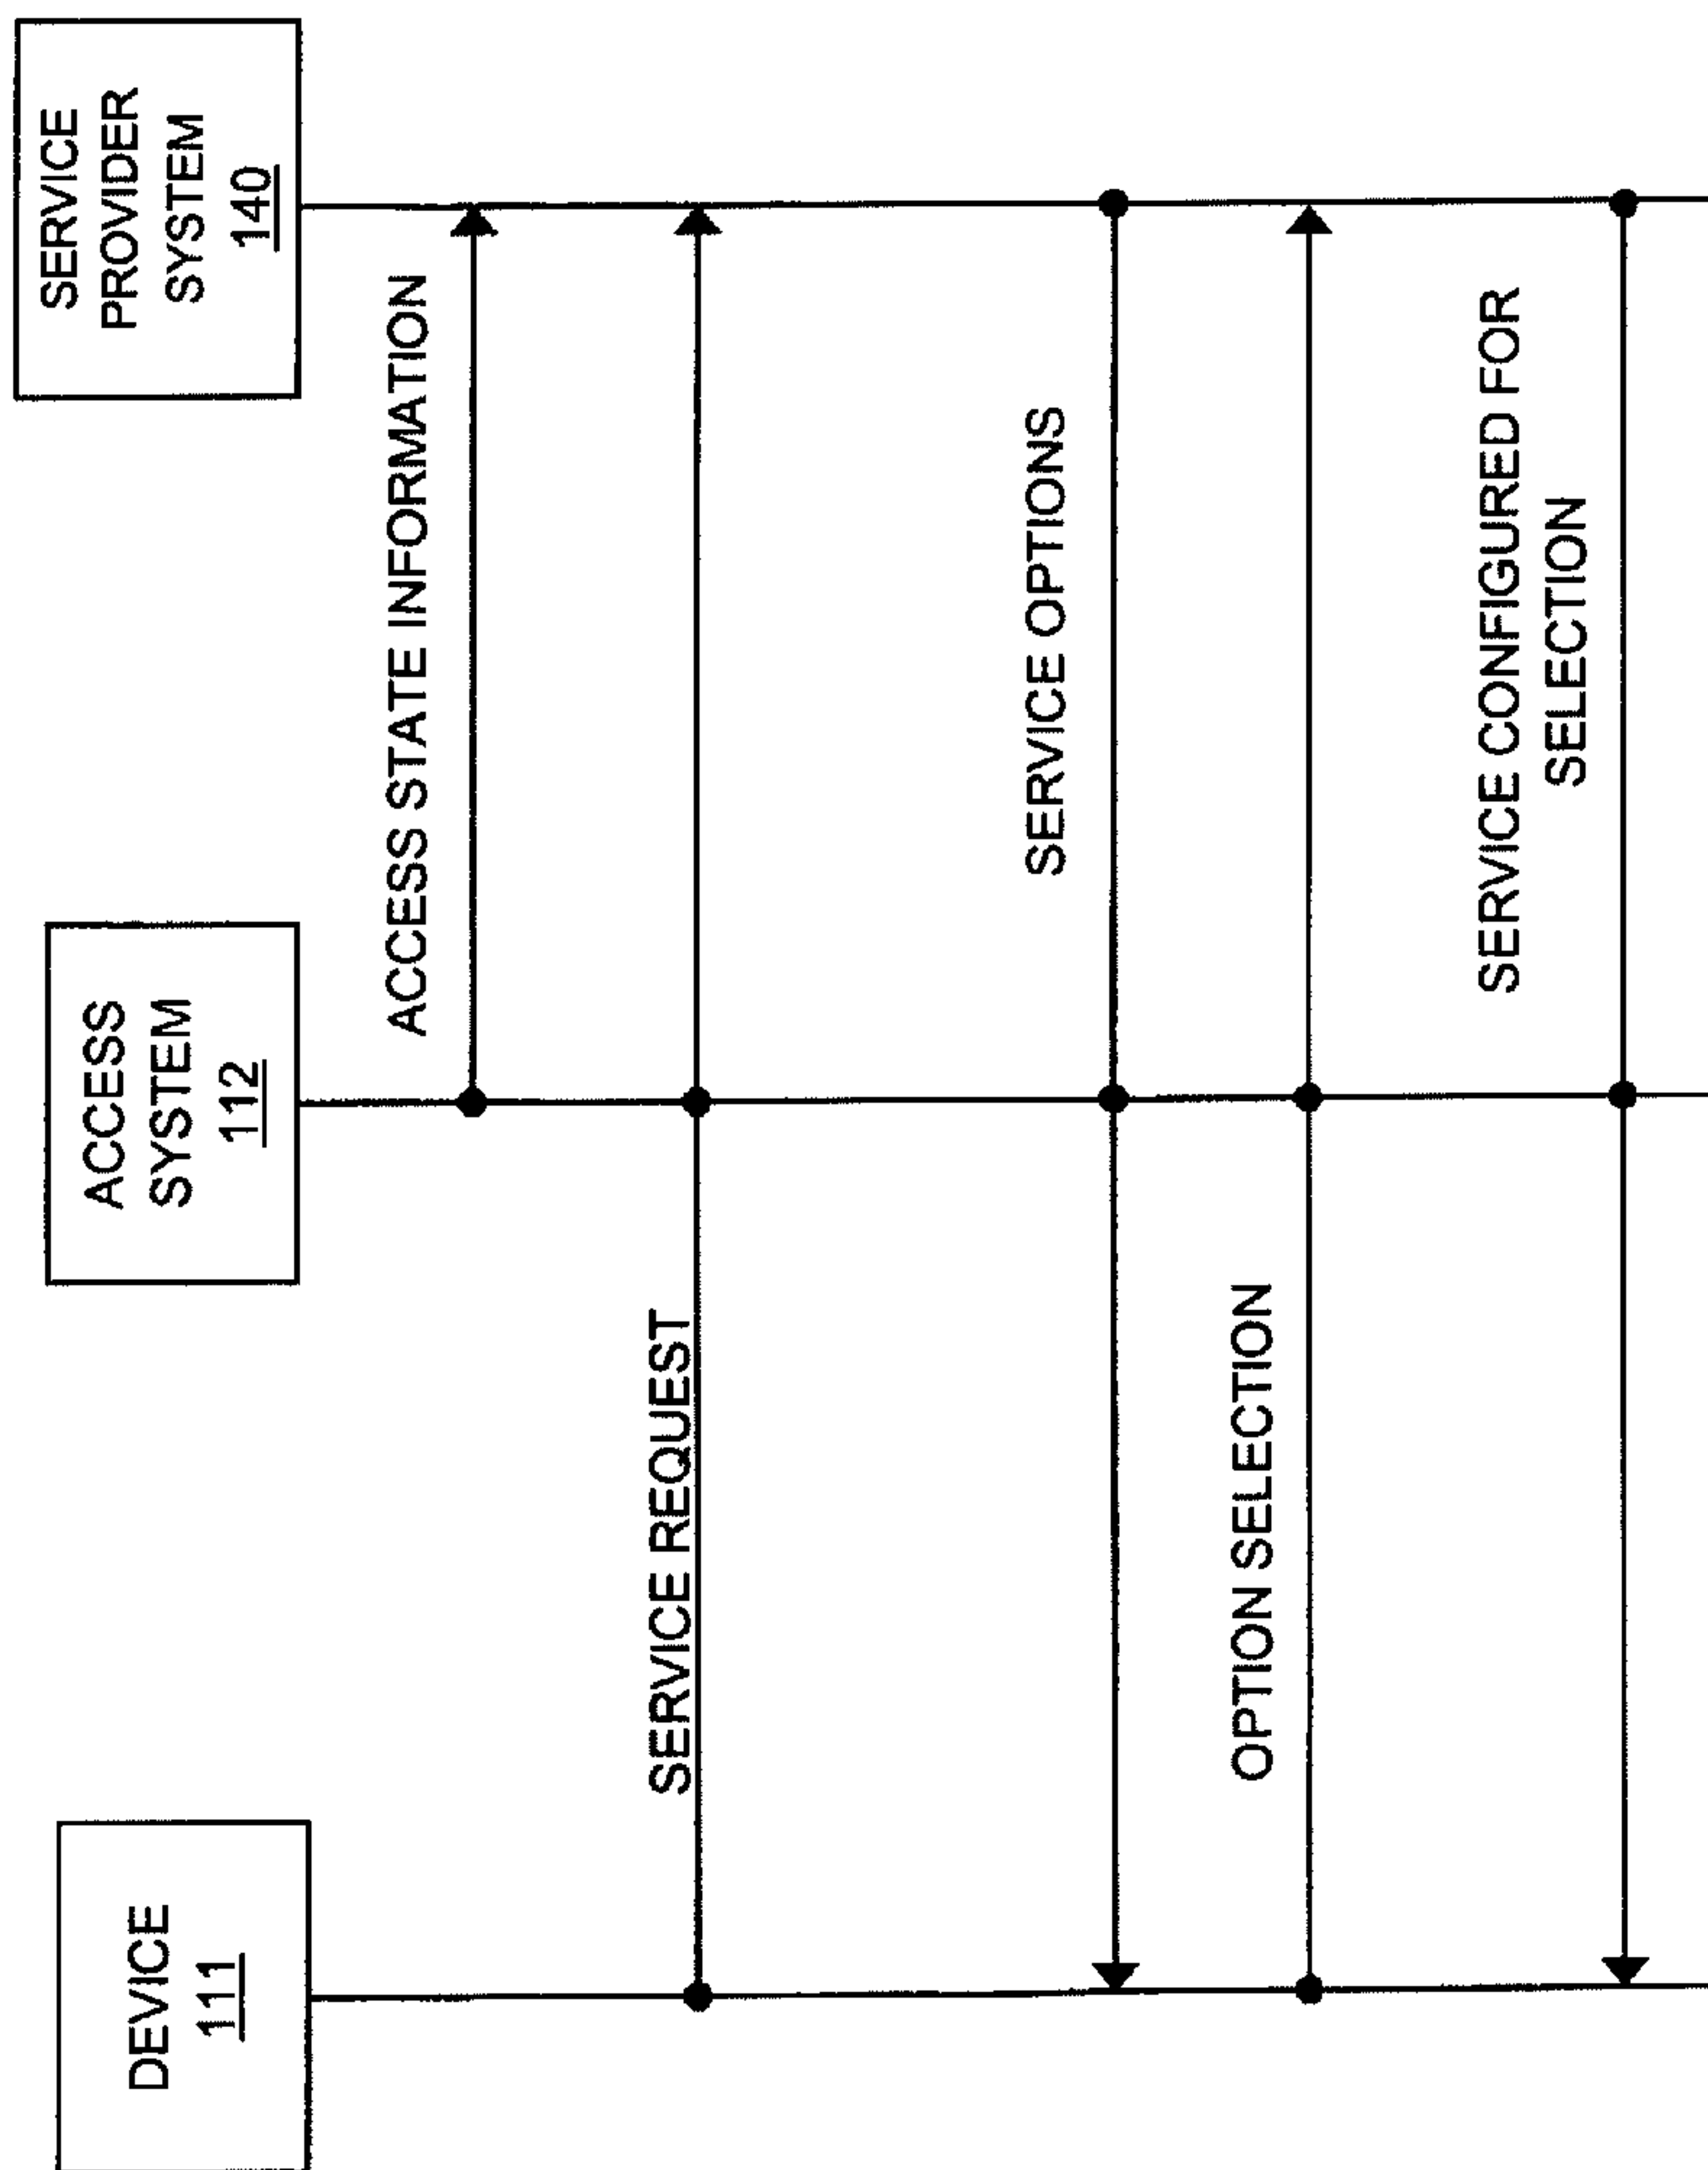 DEVICE
111
ACCESS
SYSTEM
112
SERVICE
PROVIDER
SYSTEM
140
ACCESS STATE INFORMATION
SERVICE REQUEST
SERVICE OPTIONS
OPTION SELECTION
SERVICE CONFIGURED FOR
SELECTION